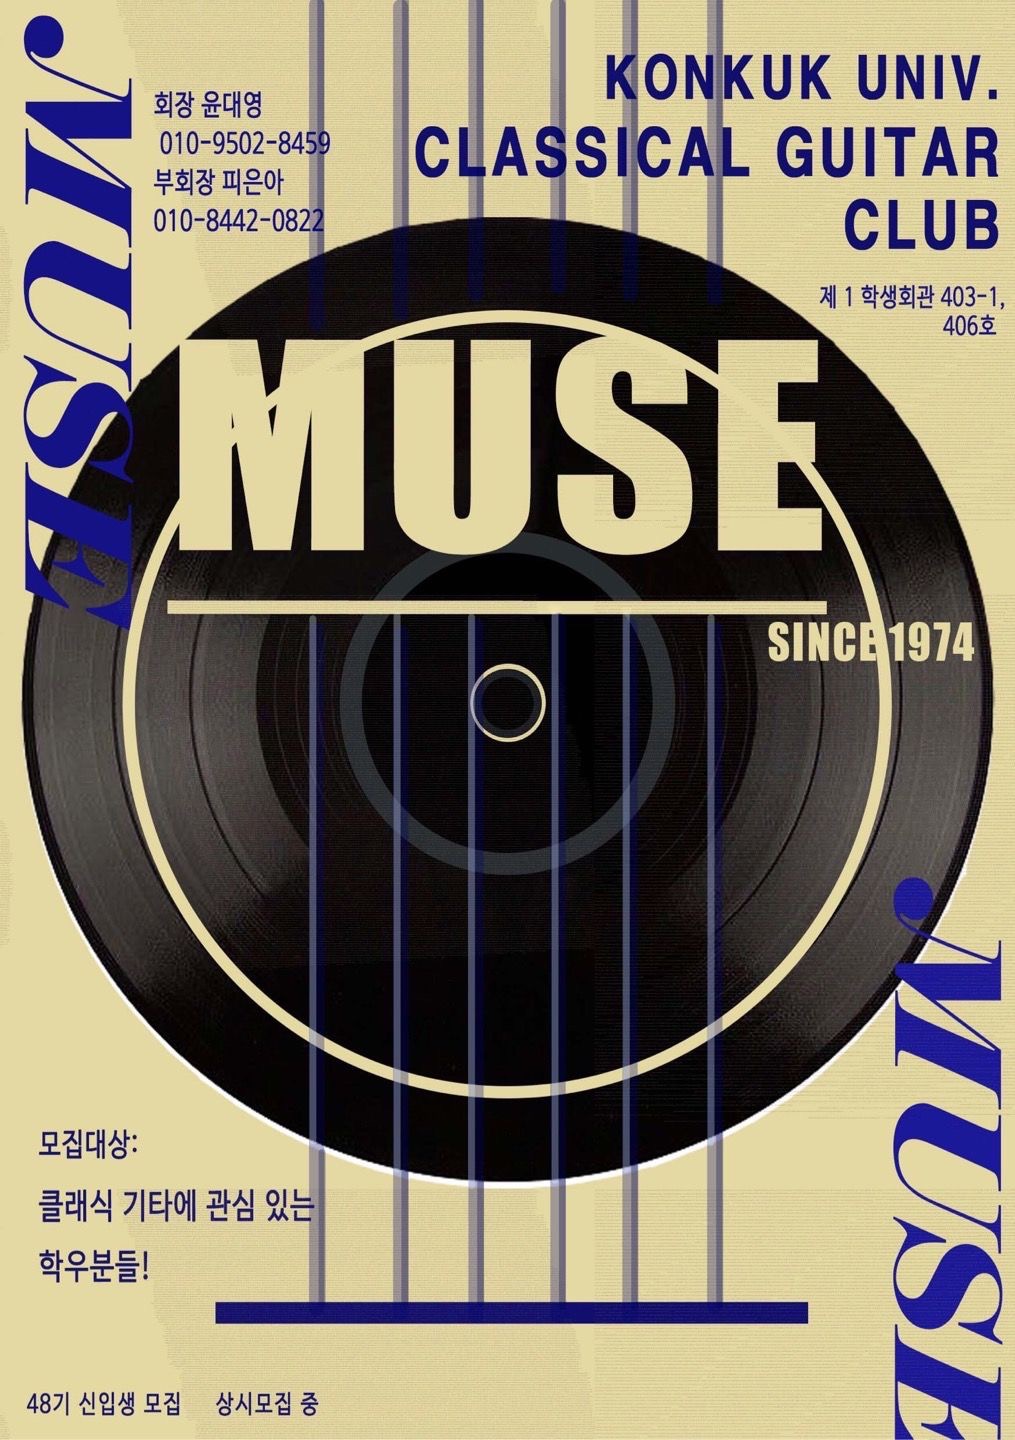 MUSE
회장 윤대영
010-9502-8459
부회장 피은아
010-8442-0822
KONKUK UNIV.
CLASSICAL GUITAR
CLUB
제 1 학생회관 403-1,
406호
MUSE
SINCE 1974
MUSE
모집대상:
클래식 기타에 관심 있는
학우분들!
48기 신입생 모집 상시모집 중